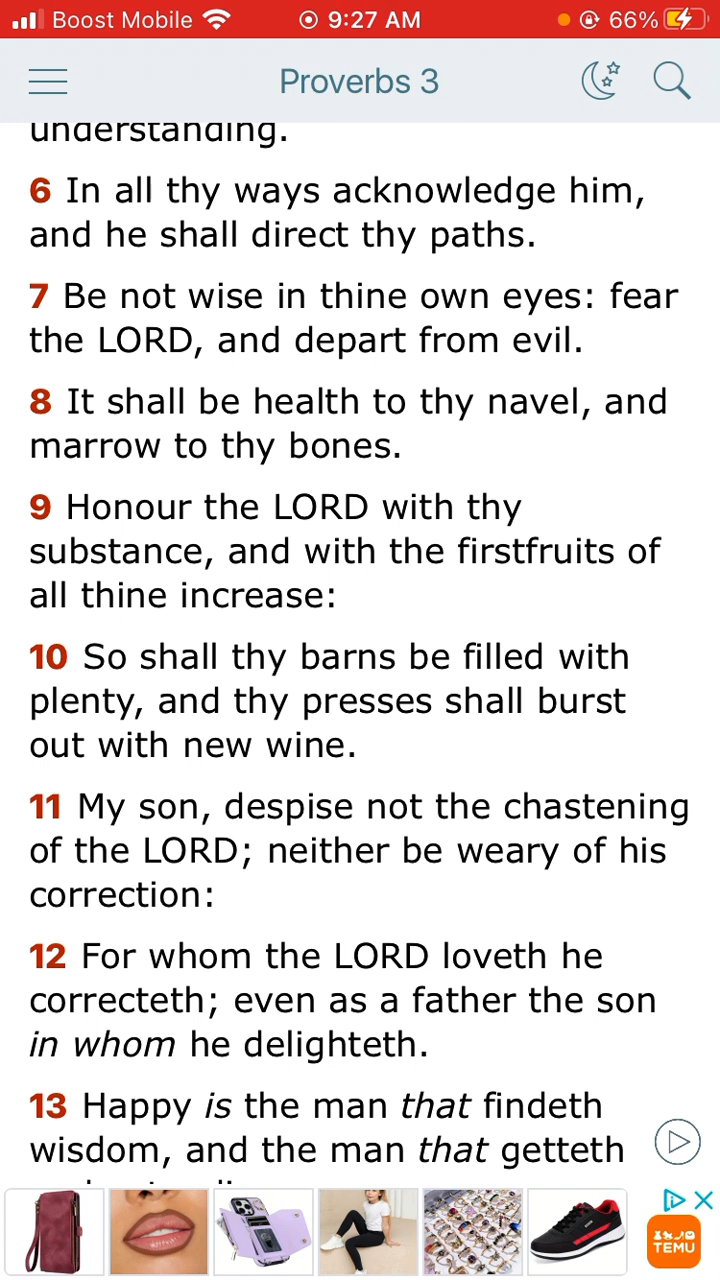 Boost Mobile 9:27 AM 66%
Proverbs 3
understanding.
6 In all thy ways acknowledge him,
and he shall direct thy paths.
7 Be not wise in thine own eyes: fear
the LORD, and depart from evil.
8 It shall be health to thy navel, and
marrow to thy bones.
9 Honour the LORD with thy
substance, and with the firstfruits of
all thine increase:
10 So shall thy barns be filled with
plenty, and thy presses shall burst
out with new wine.
11 My son, despise not the chastening
of the LORD; neither be weary of his
correction:
12 For whom the LORD loveth he
correcteth; even as a father the son
in whom he delighteth.
13 Happy is the man that findeth
wisdom, and the man that getteth
TEMU